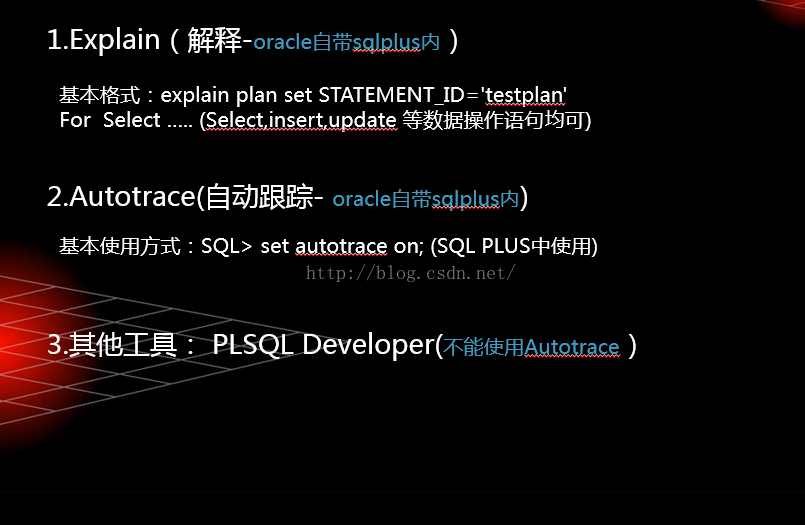 1.Explain ( 解释-oracle自带sqlplus内 )
基本格式：explain plan set STATEMENT_ID='testplan'
For Select ..... (Select,insert,update 等数据操作语句均可)
2.Autotrace(自动跟踪- oracle自带sqlplus内)
基本使用方式：SQL> set autotrace on; (SQL PLUS中使用)
http://blog.csdn.net/
3.其他工具： PLSQL Developer(不能使用Autotrace )